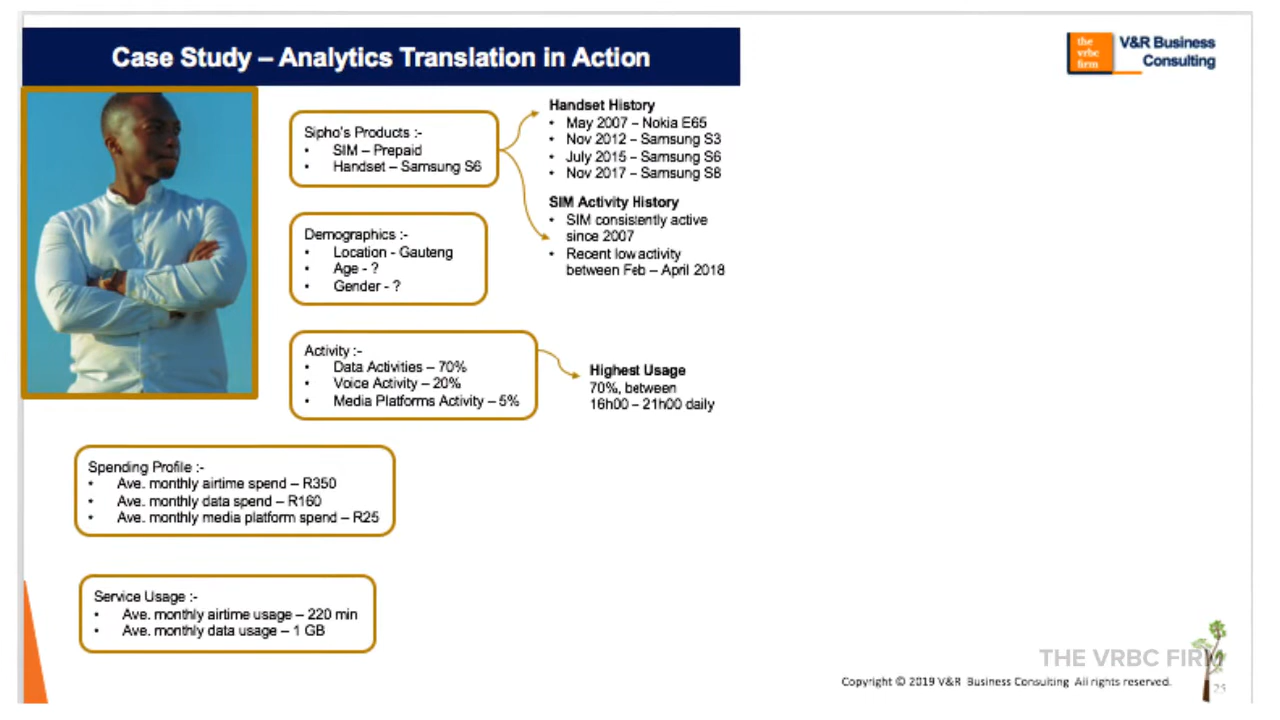 Case Study – Analytics Translation in Action
the
vrbc
firm
V&R Business
Consulting
Sipho's Products :-
• SIM – Prepaid
• Handset – Samsung S6
Handset History
• May 2007 – Nokia E65
• Nov 2012 – Samsung S3
• July 2015 – Samsung S6
• Nov 2017 – Samsung S8
SIM Activity History
• SIM consistently active
since 2007
• Recent low activity
between Feb – April 2018
Demographics :-
• Location - Gauteng
• Age - ?
• Gender - ?
Activity :-
• Data Activities – 70%
• Voice Activity – 20%
• Media Platforms Activity – 5%
Highest Usage
70%, between
16h00 – 21h00 daily
Spending Profile :-
• Ave. monthly airtime spend – R350
• Ave. monthly data spend – R160
• Ave. monthly media platform spend – R25
Service Usage :-
• Ave. monthly airtime usage – 220 min
• Ave. monthly data usage – 1 GB
THE VRBC FIRM
Copyright © 2019 V&R Business Consulting All rights reserved.
25